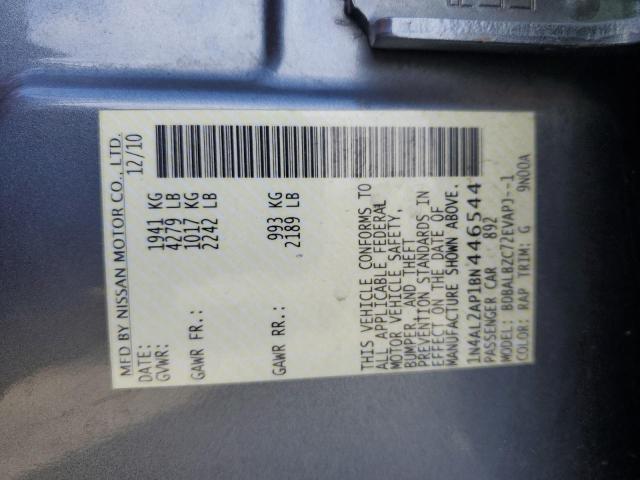 MFD BY NISSAN MOTOR CO., LTD.
DATE: 12/10
GVWR: 1941 KG
4279 LB
GAWR FR.: 1017 KG
2242 LB
GAWR RR.: 993 KG
2189 LB
THIS VEHICLE CONFORMS TO
ALL APPLICABLE FEDERAL
MOTOR VEHICLE SAFETY,
BUMPER, AND THEFT
PREVENTION STANDARDS IN
EFFECT ON THE DATE OF
MANUFACTURE SHOWN ABOVE.
1N4AL2AP1BN446544
PASSENGER CAR 892
MODEL: BDBALBZC72EVAPJ--1
COLOR: RAP TRIM: G 9N00A